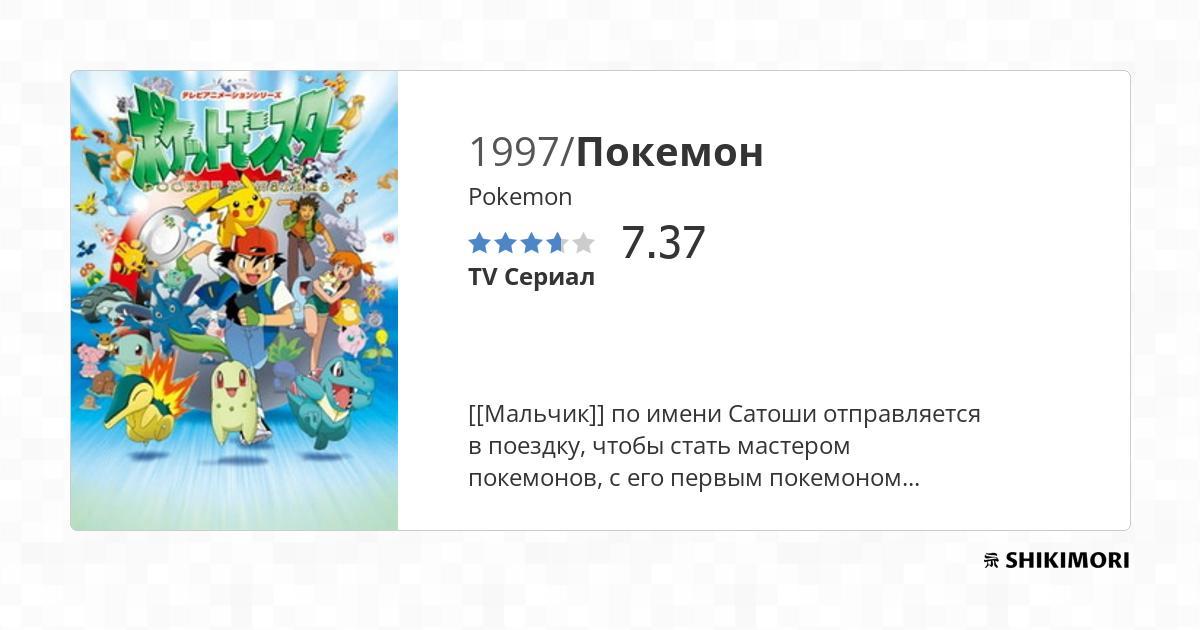 テレビアニメーションシリーズ
ポケットモンスター
POCKET MONSTERS
1997/Покемон
Pokemon
7.37
TV Сериал
[[Мальчик]] по имени Сатоши отправляется
в поездку, чтобы стать мастером
покемонов, с его первым покемоном...
SHIKIMORI